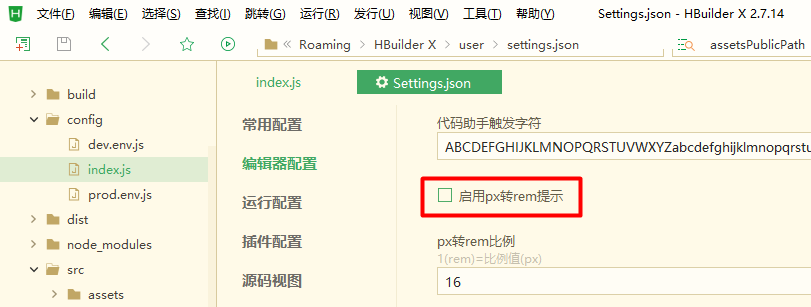 文件(F) 编辑(E) 选择(S) 查找(I) 跳转(G) 运行(R) 发行(U) 视图(V) 工具(T) 帮助(Y) Settings.json - HBuilder X 2.7.14
Roaming HBuilder X user settings.json assetsPublicPath
index.js Settings.json
build
config
dev.env.js
index.js
prod.env.js
dist
node_modules
src
assets
常用配置
编辑器配置
运行配置
插件配置
源码视图
代码助手触发字符
ABCDEFGHIJKLMNOPQRSTUVWXYZabcdefghijklmnopqrstu
启用px转rem提示
px转rem比例
1(rem)=比例值(px)
16